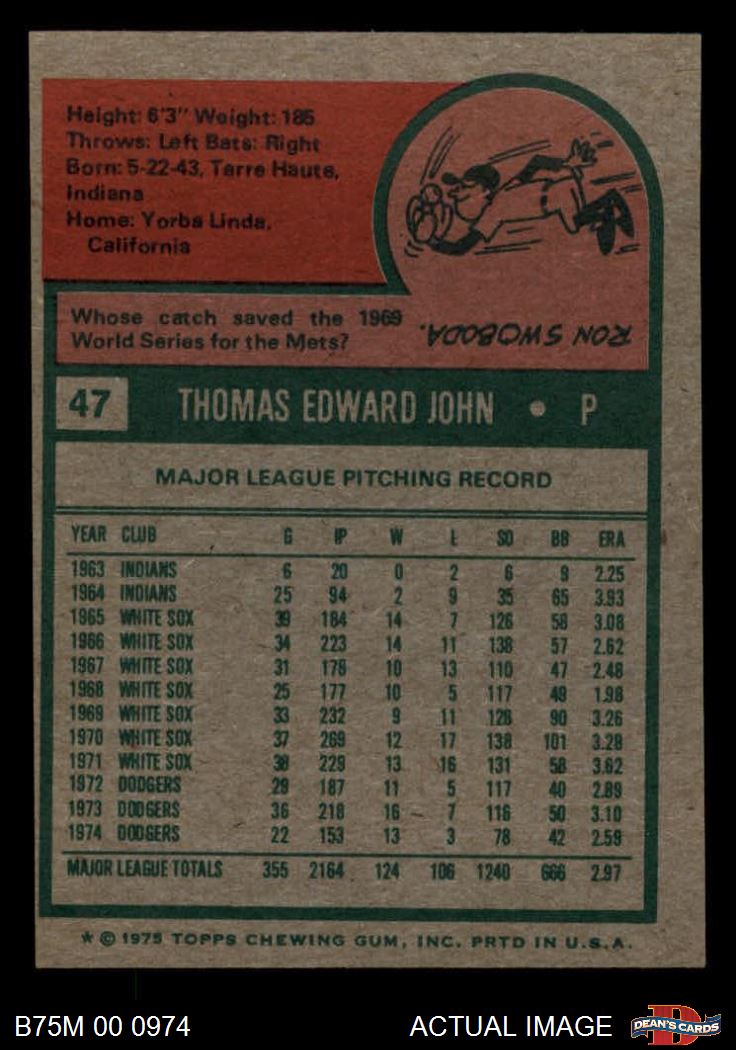 Height: 6'3" Weight: 185
Throws: Left Bats: Right
Born: 5-22-43, Terre Haute,
Indiana
Home: Yorba Linda,
California
Whose catch saved the 1969
World Series for the Mets?
RON SWOBODA.
47 THOMAS EDWARD JOHN • P
MAJOR LEAGUE PITCHING RECORD
YEAR CLUB G IP W L SO BB ERA
1963 INDIANS 6 20 0 2 6 9 2.25
1964 INDIANS 25 94 2 9 35 65 3.93
1965 WHITE SOX 39 184 14 7 126 58 3.08
1966 WHITE SOX 34 223 14 11 138 57 2.62
1967 WHITE SOX 31 178 10 13 110 47 2.48
1968 WHITE SOX 25 177 10 5 117 49 1.98
1969 WHITE SOX 33 232 9 11 128 90 3.26
1970 WHITE SOX 37 269 12 17 138 101 3.28
1971 WHITE SOX 38 229 13 16 131 58 3.62
1972 DODGERS 29 187 11 5 117 40 2.89
1973 DODGERS 36 218 16 7 116 50 3.10
1974 DODGERS 22 153 13 3 78 42 2.59
MAJOR LEAGUE TOTALS 355 2164 124 106 1240 666 2.97
* © 1975 TOPPS CHEWING GUM, INC. PRTD IN U.S.A.
B75M 00 0974 ACTUAL IMAGE DEAN'S CARDS